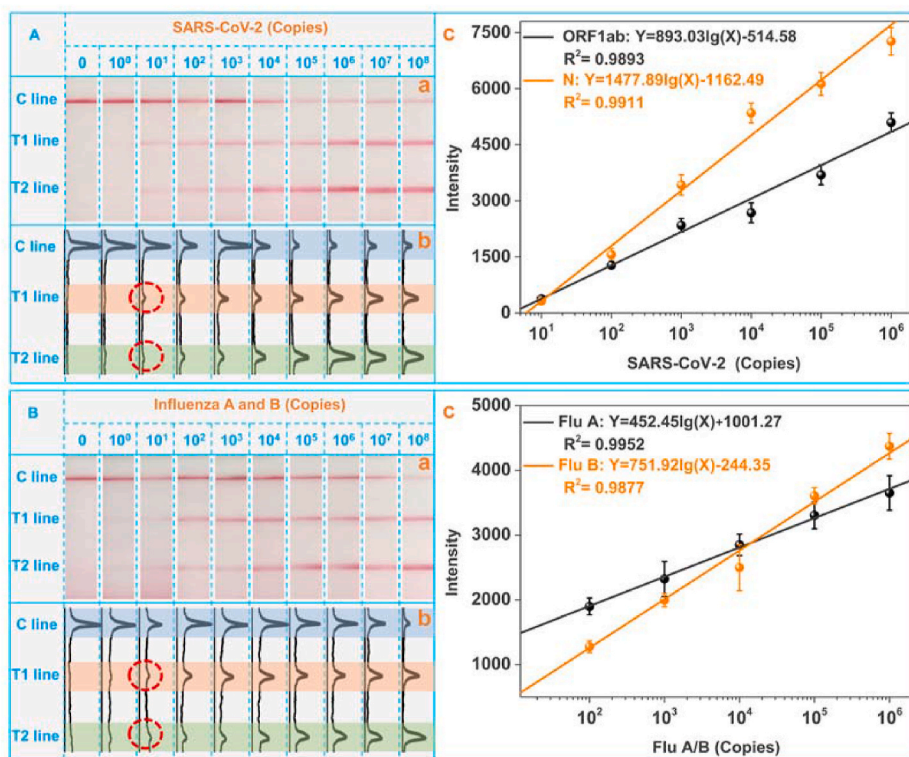 A
SARS-CoV-2
0 10⁰ 10¹ 10² 10³ 10⁴ 10⁵ 10⁶ 10⁷ 10⁸
a
C line
T1 line
T2 line
b
C line
T1 line
T2 line
C
7500
6000
4500
3000
1500
0
Intensity
ORF1ab: Y=893.03lg(X)-514.58
R²= 0.9893
N: Y=1477.89lg(X)-1162.49
R²= 0.9911
10¹ 10² 10³ 10⁴ 10⁵ 10⁶
SARS-CoV-2 (Copies)
B
Influenza A and B (Copies)
0 10⁰ 10¹ 10² 10³ 10⁴ 10⁵ 10⁶ 10⁷ 10⁸
a
C line
T1 line
T2 line
b
C line
T1 line
T2 line
C
5000
4000
3000
2000
1000
Intensity
Flu A: Y=452.45lg(X)+1001.27
R²= 0.9952
Flu B: Y=751.92lg(X)-244.35
R²= 0.9877
10² 10³ 10⁴ 10⁵ 10⁶
Flu A/B (Copies)